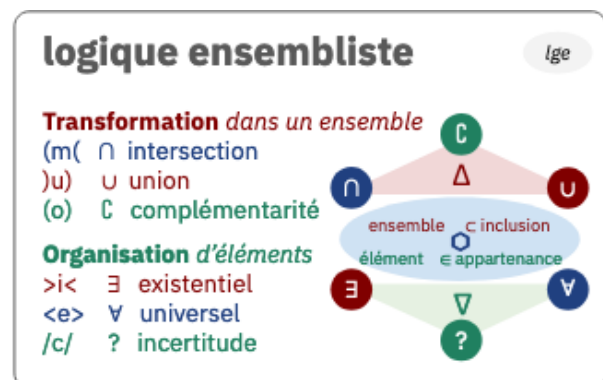 logique ensembliste
lge
Transformation dans un ensemble
(m( ∩ intersection
)u) ∪ union
(o) ∁ complémentarité
Organisation d'éléments
>i< ∃ existentiel
<e> ∀ universel
/c/ ? incertitude
∁
∩ Δ ∪
ensemble ⊂ inclusion
élément ∈ appartenance
∃ ∇ ∀
?